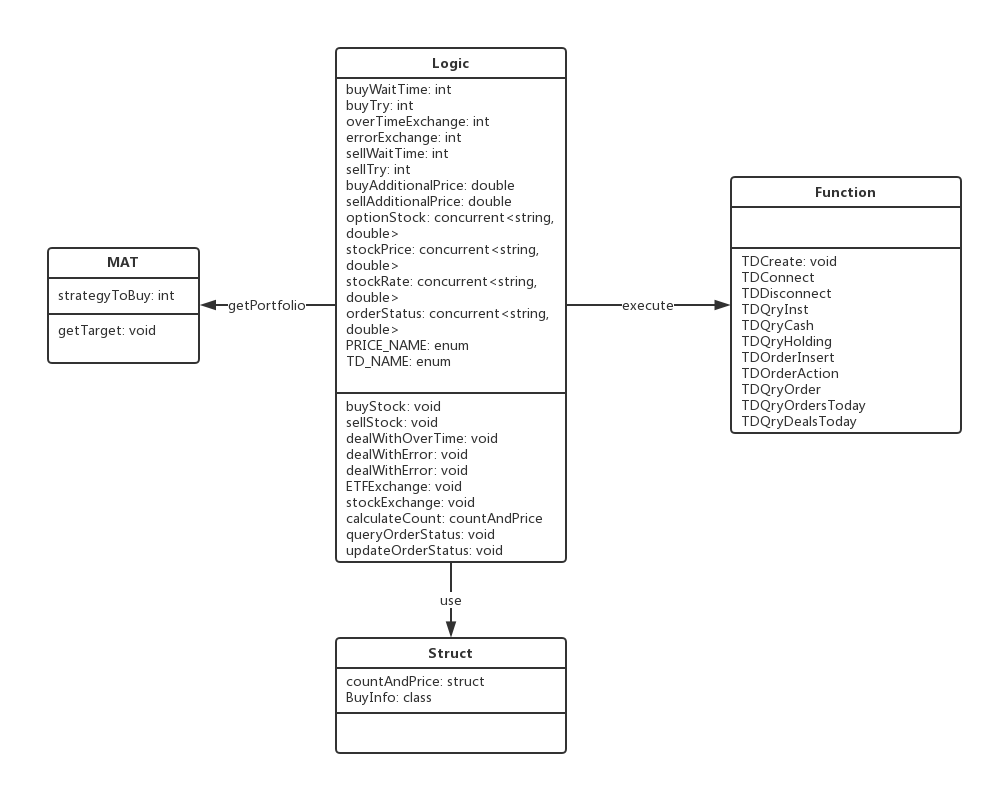 Logic
buyWaitTime: int
buyTry: int
overTimeExchange: int
errorExchange: int
sellWaitTime: int
sellTry: int
buyAdditionalPrice: double
sellAdditionalPrice: double
optionStock: concurrent<string,
double>
stockPrice: concurrent<string,
double>
stockRate: concurrent<string,
double>
orderStatus: concurrent<string,
double>
PRICE_NAME: enum
TD_NAME: enum
buyStock: void
sellStock: void
dealWithOverTime: void
dealWithError: void
dealWithError: void
ETFExchange: void
stockExchange: void
calculateCount: countAndPrice
queryOrderStatus: void
updateOrderStatus: void
MAT
strategyToBuy: int
getTarget: void
getPortfolio
execute
Function
TDCreate: void
TDConnect
TDDisconnect
TDQryInst
TDQryCash
TDQryHolding
TDOrderInsert
TDOrderAction
TDQryOrder
TDQryOrdersToday
TDQryDealsToday
use
Struct
countAndPrice: struct
BuyInfo: class